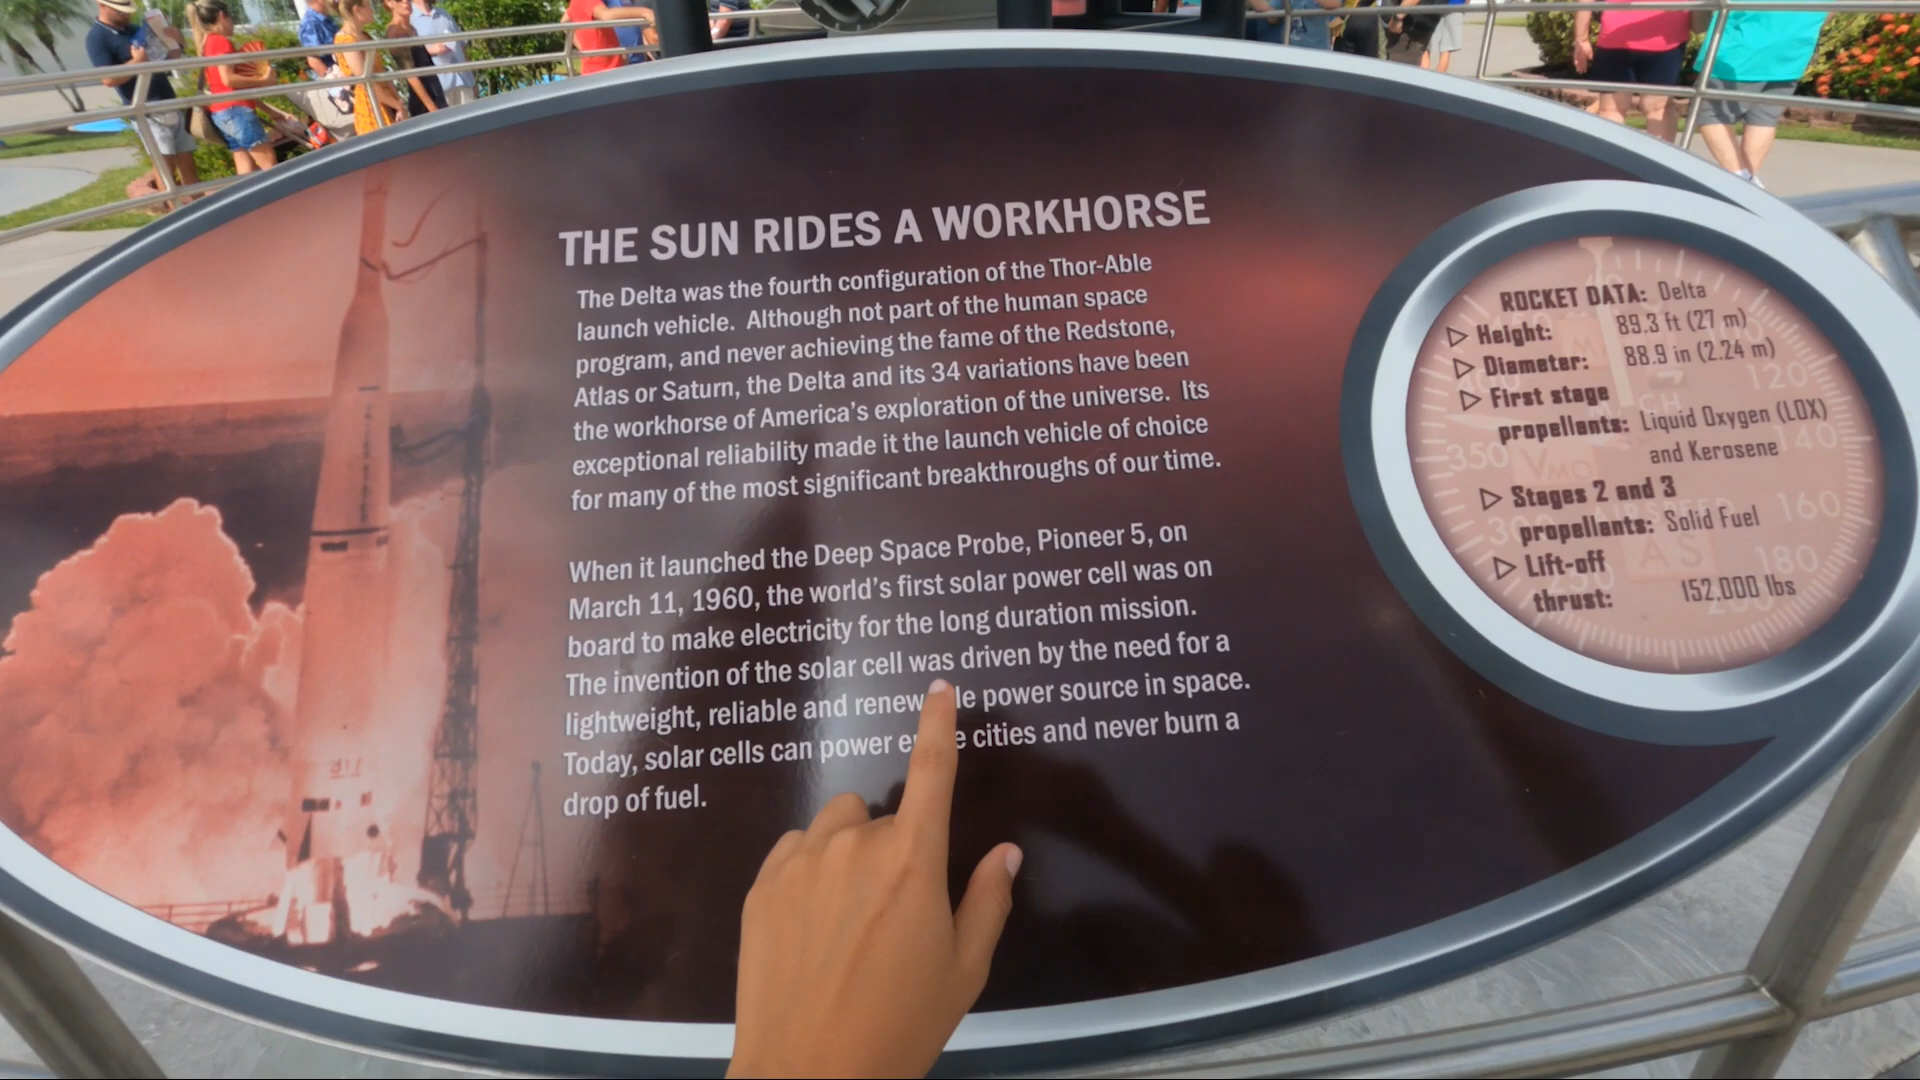 THE SUN RIDES A WORKHORSE
The Delta was the fourth configuration of the Thor-Able
launch vehicle. Although not part of the human space
program, and never achieving the fame of the Redstone,
Atlas or Saturn, the Delta and its 34 variations have been
the workhorse of America's exploration of the universe. Its
exceptional reliability made it the launch vehicle of choice
for many of the most significant breakthroughs of our time.
When it launched the Deep Space Probe, Pioneer 5, on
March 11, 1960, the world's first solar power cell was on
board to make electricity for the long duration mission.
The invention of the solar cell was driven by the need for a
lightweight, reliable and power source in space.
Today, solar cells can power cities and never burn a
drop of fuel.
ROCKET DATA: Delta
Height: 89.3 ft (27 m)
Diameter: 88.9 in (2.24 m)
First stage
propellants: Liquid Oxygen (LOX)
and Kerosene
Stages 2 and 3
propellants: Solid Fuel
Lift-off
thrust: 152,000 lbs
120
140
160
180
350
VMO
AS